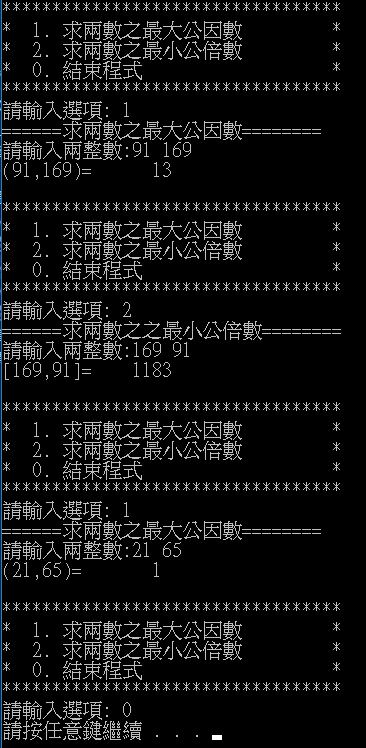 **********************************
*  1. 求兩數之最大公因數         *
*  2. 求兩數之最小公倍數         *
*  0. 結束程式                   *
**********************************
請輸入選項: 1
======求兩數之最大公因數========
請輸入兩整數:91 169
(91,169)=      13
**********************************
*  1. 求兩數之最大公因數         *
*  2. 求兩數之最小公倍數         *
*  0. 結束程式                   *
**********************************
請輸入選項: 2
======求兩數之之最小公倍數========
請輸入兩整數:169 91
[169,91]=    1183
**********************************
*  1. 求兩數之最大公因數         *
*  2. 求兩數之最小公倍數         *
*  0. 結束程式                   *
**********************************
請輸入選項: 1
======求兩數之最大公因數========
請輸入兩整數:21 65
(21,65)=       1
**********************************
*  1. 求兩數之最大公因數         *
*  2. 求兩數之最小公倍數         *
*  0. 結束程式                   *
**********************************
請輸入選項: 0
請按任意鍵繼續 . . .